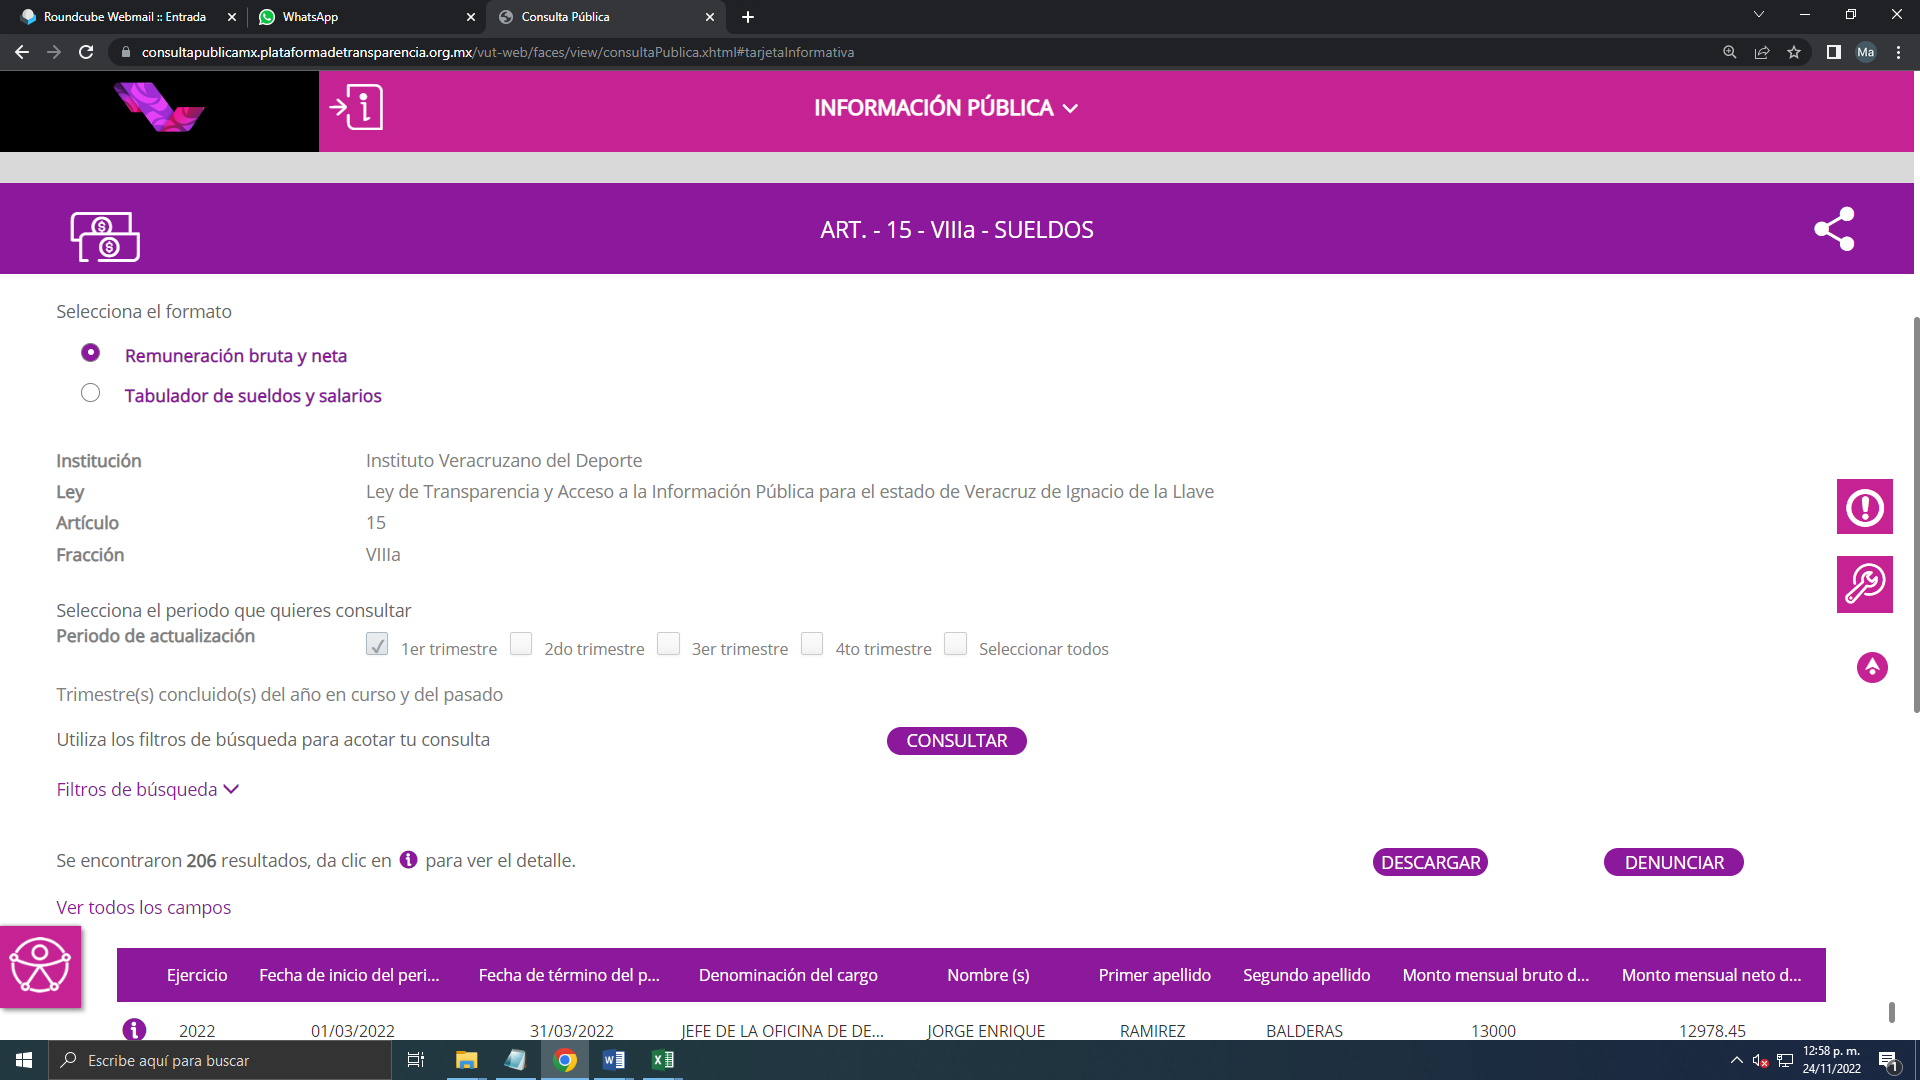 Roundcube Webmail :: Entrada
WhatsApp
Consulta Pública
consultapublicamx.plataformadetransparencia.org.mx/vut-web/faces/view/consultaPublica.xhtml#tarjetaInformativa
Ma
INFORMACIÓN PÚBLICA
ART. - 15 - VIIIa - SUELDOS
Selecciona el formato
Remuneración bruta y neta
Tabulador de sueldos y salarios
Institución Instituto Veracruzano del Deporte
Ley Ley de Transparencia y Acceso a la Información Pública para el estado de Veracruz de Ignacio de la Llave
Artículo 15
Fracción VIIIa
Selecciona el periodo que quieres consultar
Periodo de actualización 1er trimestre 2do trimestre 3er trimestre 4to trimestre Seleccionar todos
Trimestre(s) concluido(s) del año en curso y del pasado
Utiliza los filtros de búsqueda para acotar tu consulta CONSULTAR
Filtros de búsqueda
Se encontraron 206 resultados, da clic en i para ver el detalle. DESCARGAR DENUNCIAR
Ver todos los campos
Ejercicio Fecha de inicio del peri... Fecha de término del p... Denominación del cargo Nombre (s) Primer apellido Segundo apellido Monto mensual bruto d... Monto mensual neto d...
2022 01/03/2022 31/03/2022 JEFE DE LA OFICINA DE DE... JORGE ENRIQUE RAMIREZ BALDERAS 13000 12978.45
Escribe aquí para buscar
12:58 p. m.
24/11/2022
1